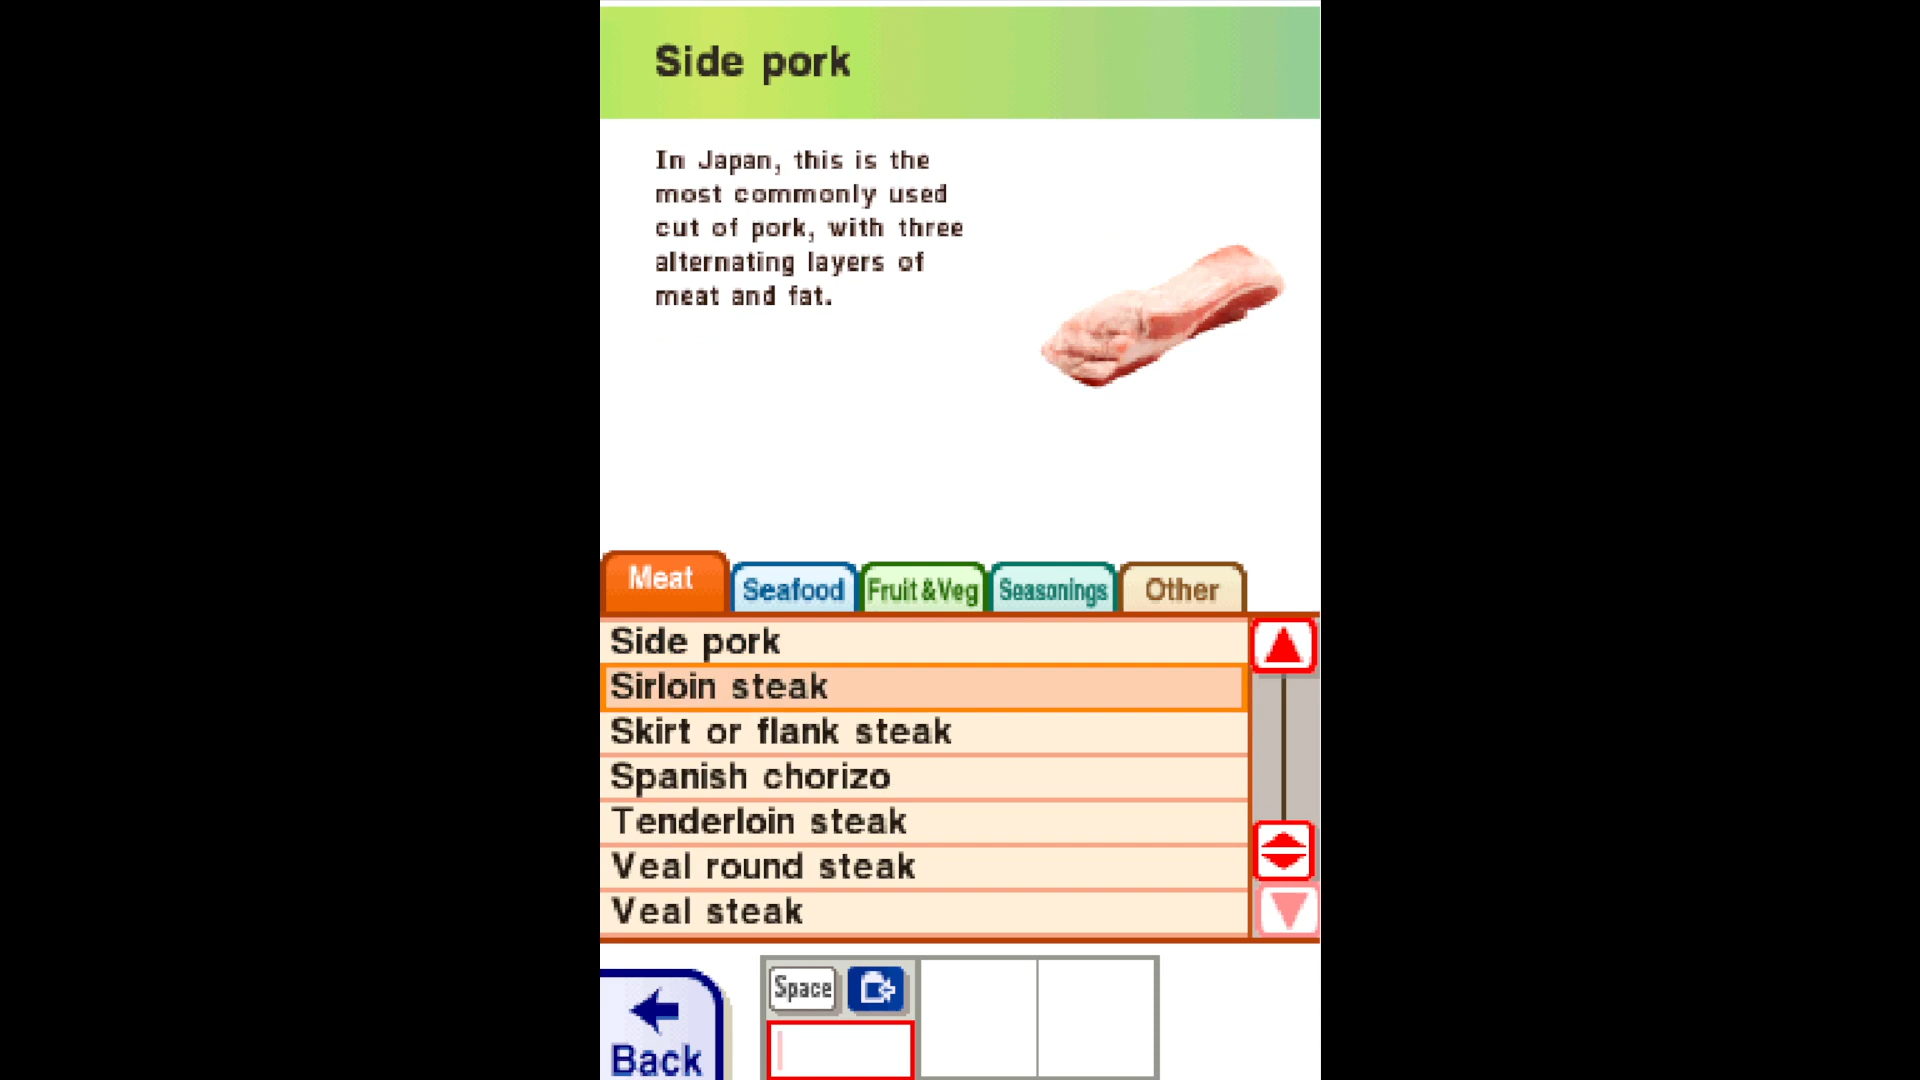 Side pork
In Japan, this is the
most commonly used
cut of pork, with three
alternating layers of
meat and fat.
Meat
Seafood
Fruit&Veg
Seasonings
Other
Side pork
Sirloin steak
Skirt or flank steak
Spanish chorizo
Tenderloin steak
Veal round steak
Veal steak
Space
Back